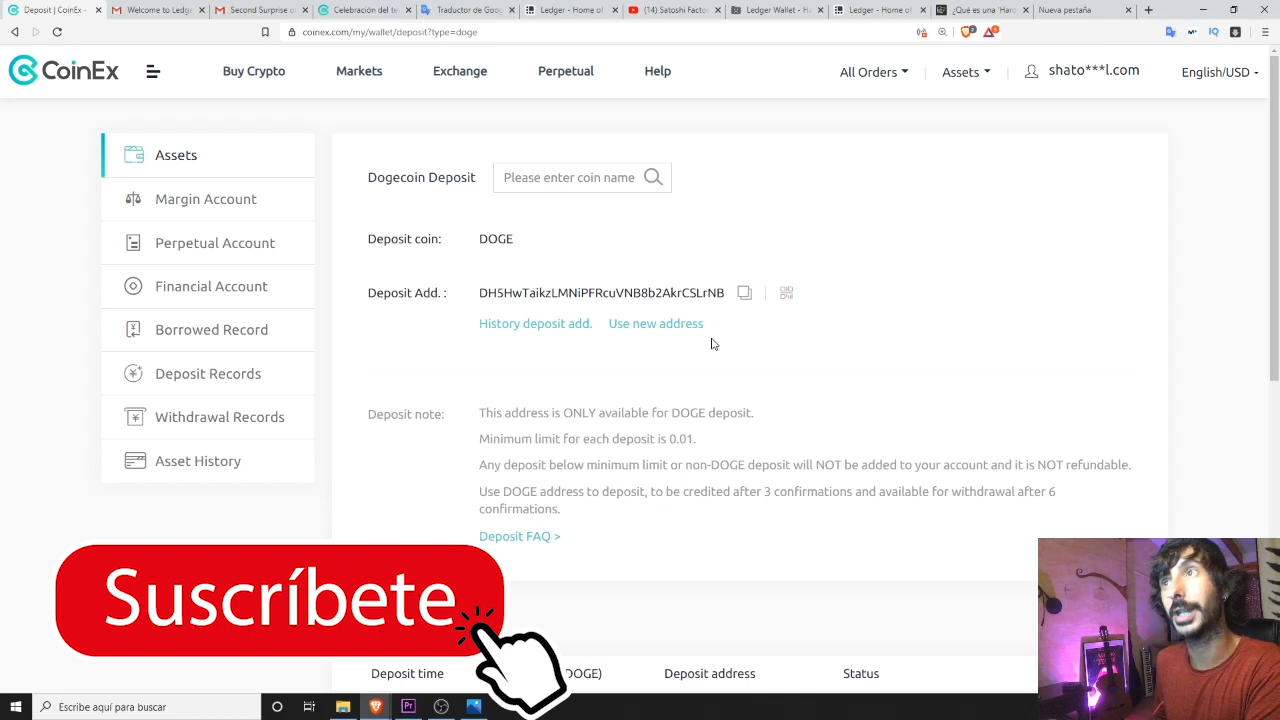 Deposit | CoinEx
Welcome to CoinEx
Second Surprise of
Celebración del te
Traductor de Goog
Ledger - Home of
(14) Satoshi Facto
Ledger Wallet - Ha
Ledger - Home of
¿Qué es una 'Haro
Nueva pestaña
coinex.com/my/wallet/deposit?type=doge
CoinEx
Buy Crypto
Markets
Exchange
Perpetual
Help
All Orders
Assets
shato***l.com
English/USD
Assets
Margin Account
Perpetual Account
Financial Account
Borrowed Record
Deposit Records
Withdrawal Records
Asset History
Dogecoin Deposit
Please enter coin name
Deposit coin:
DOGE
Deposit Add. :
DH5HwTaikzLMNiPFRcuVNB8b2AkrCSLrNB
History deposit add.
Use new address
Deposit note:
This address is ONLY available for DOGE deposit.
Minimum limit for each deposit is 0.01.
Any deposit below minimum limit or non-DOGE deposit will NOT be added to your account and it is NOT refundable.
Use DOGE address to deposit, to be credited after 3 confirmations and available for withdrawal after 6
confirmations.
Deposit FAQ >
Suscríbete
Deposit time
DOGE)
Deposit address
Status
Escribe aquí para buscar